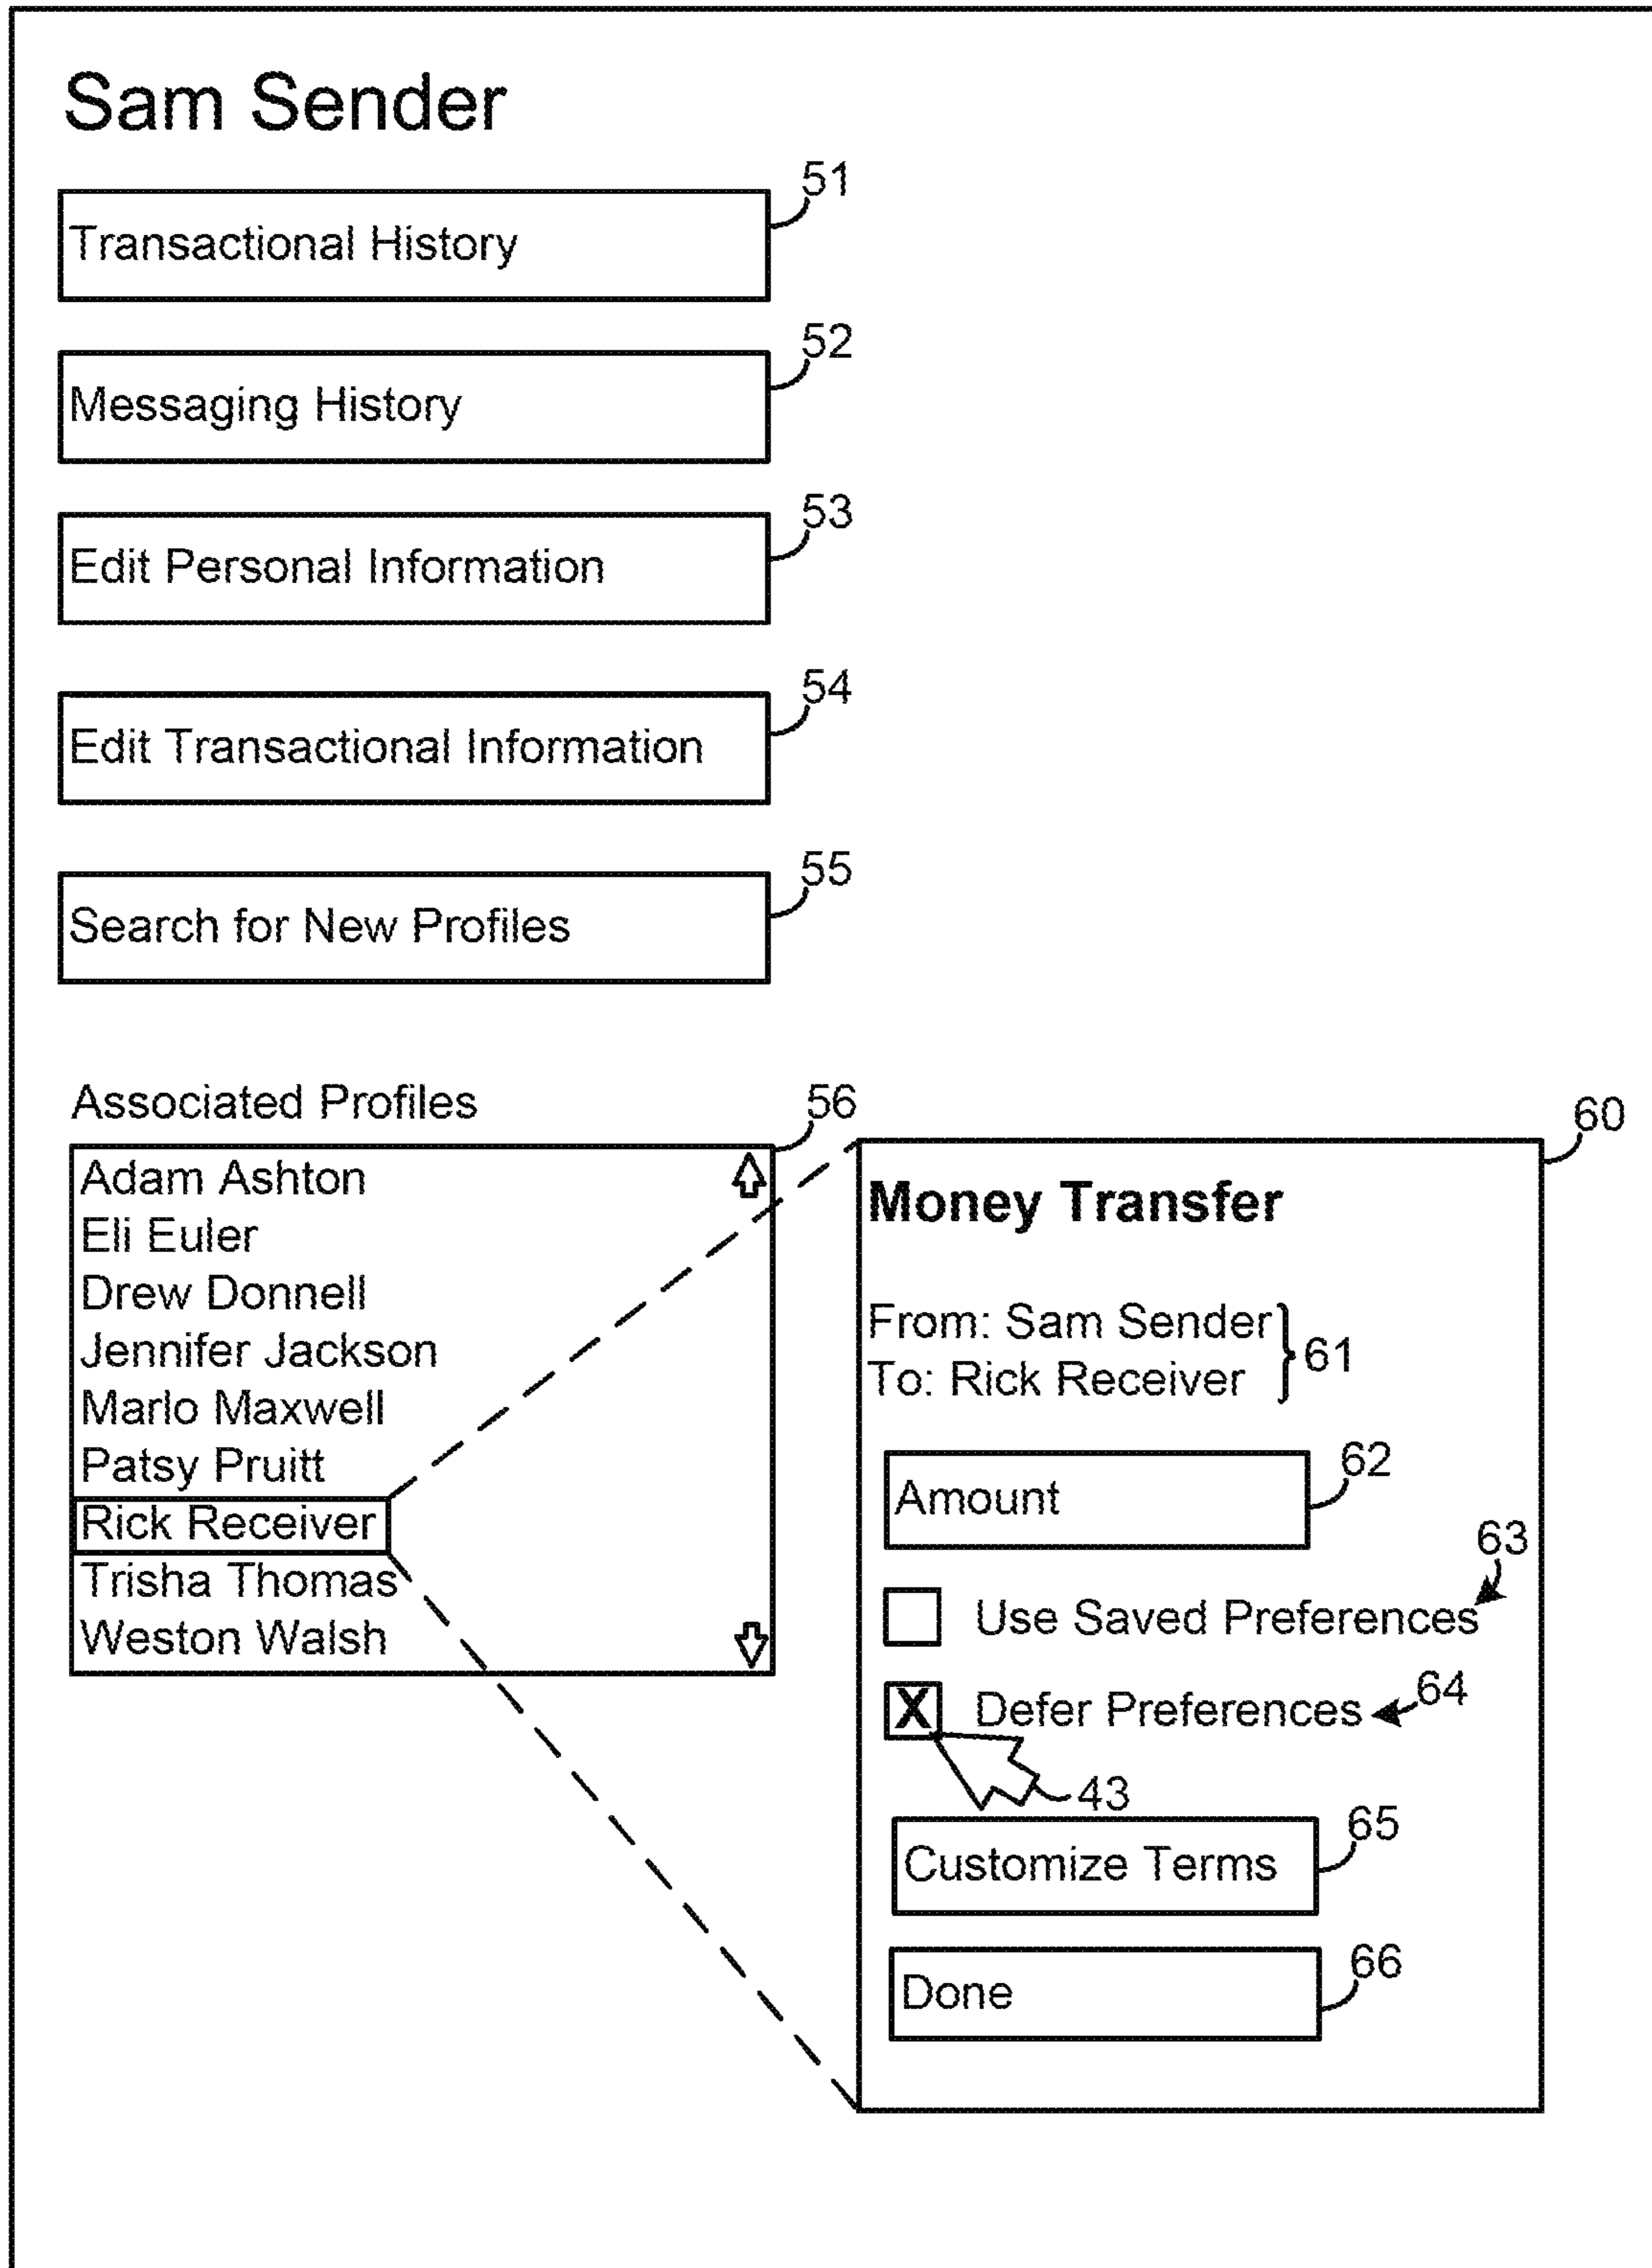 Sam Sender
51
Transactional History
52
Messaging History
53
Edit Personal Information
54
Edit Transactional Information
55
Search for New Profiles
Associated Profiles
56
Adam Ashton
Eli Euler
Drew Donnell
Jennifer Jackson
Marlo Maxwell
Patsy Pruitt
Rick Receiver
Trisha Thomas
Weston Walsh
60
Money Transfer
From: Sam Sender
To: Rick Receiver
61
62
Amount
63
Use Saved Preferences
X Defer Preferences
64
43
65
Customize Terms
66
Done